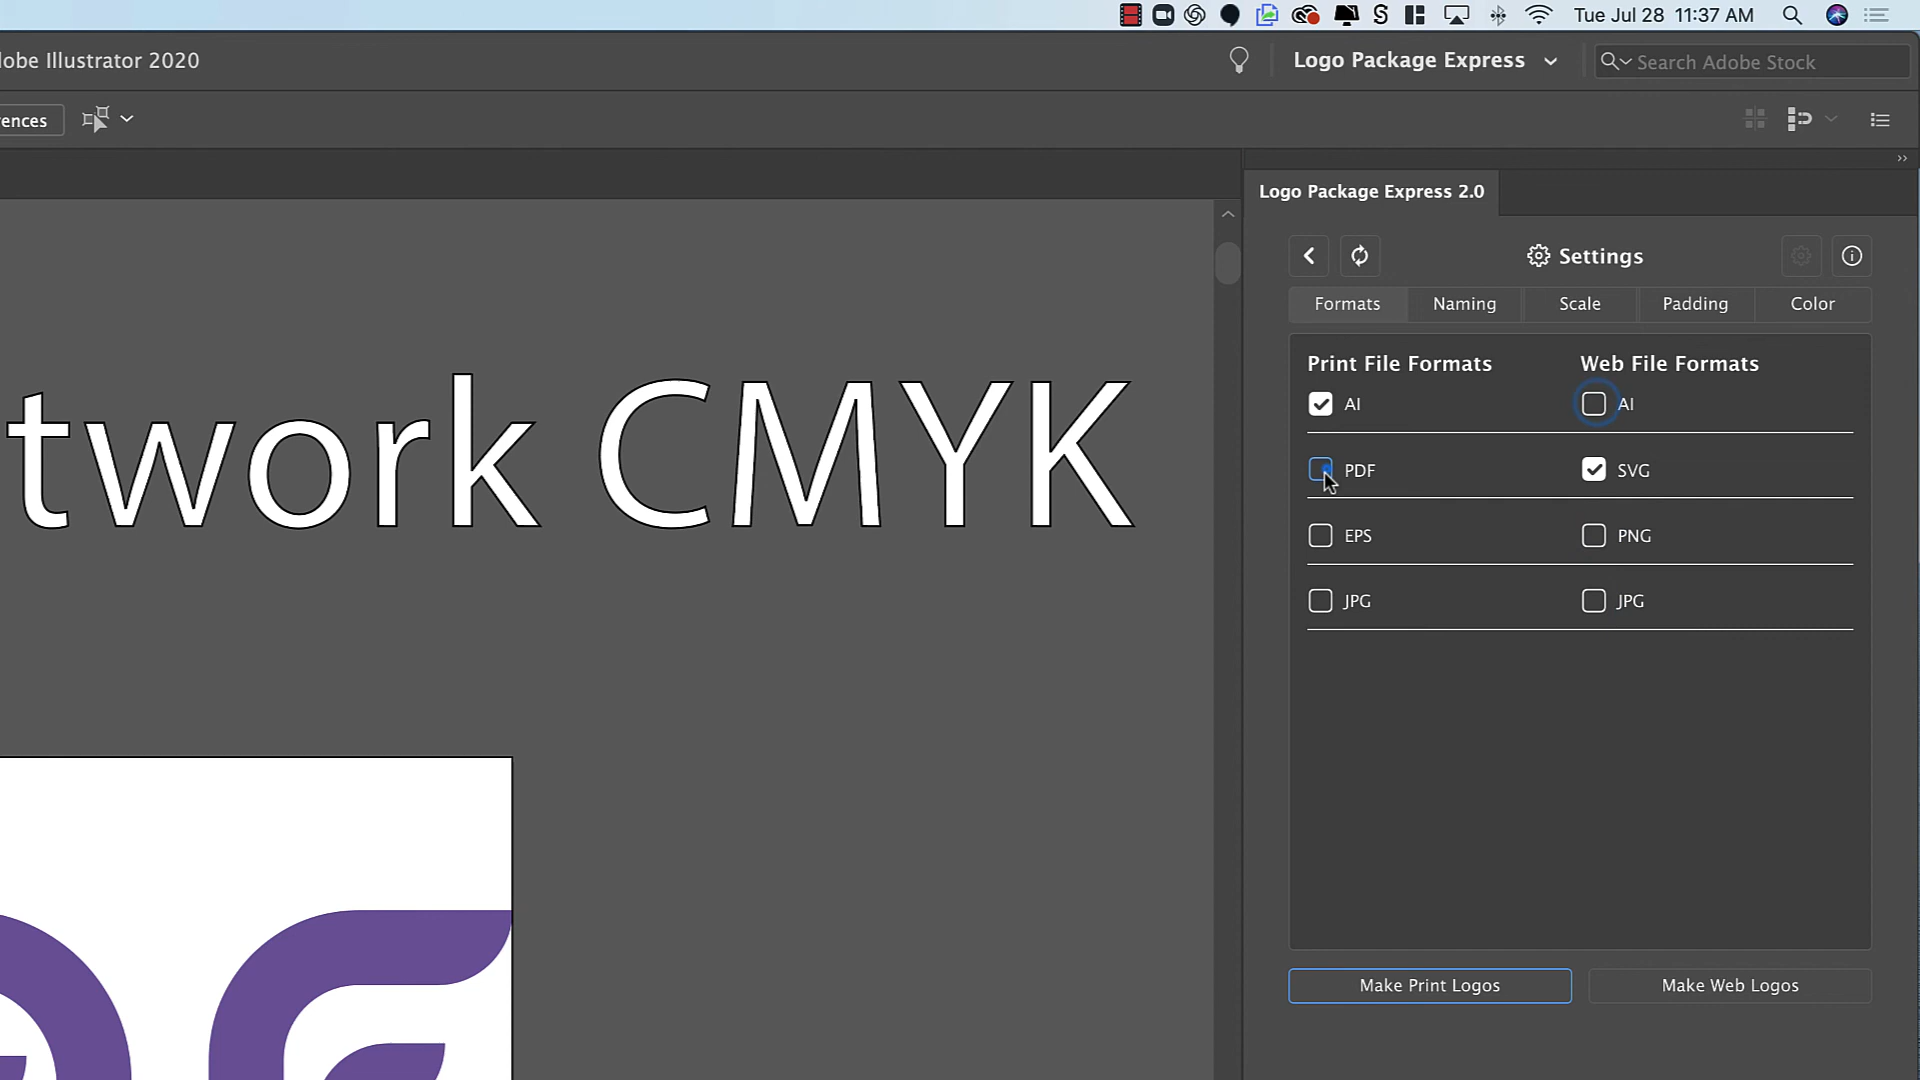 Tue Jul 28 11:37 AM
lobe Illustrator 2020
Logo Package Express
Search Adobe Stock
ences
Logo Package Express 2.0
Settings
Formats
Naming
Scale
Padding
Color
Print File Formats
Web File Formats
AI
AI
PDF
SVG
EPS
PNG
JPG
JPG
twork CMYK
Make Print Logos
Make Web Logos